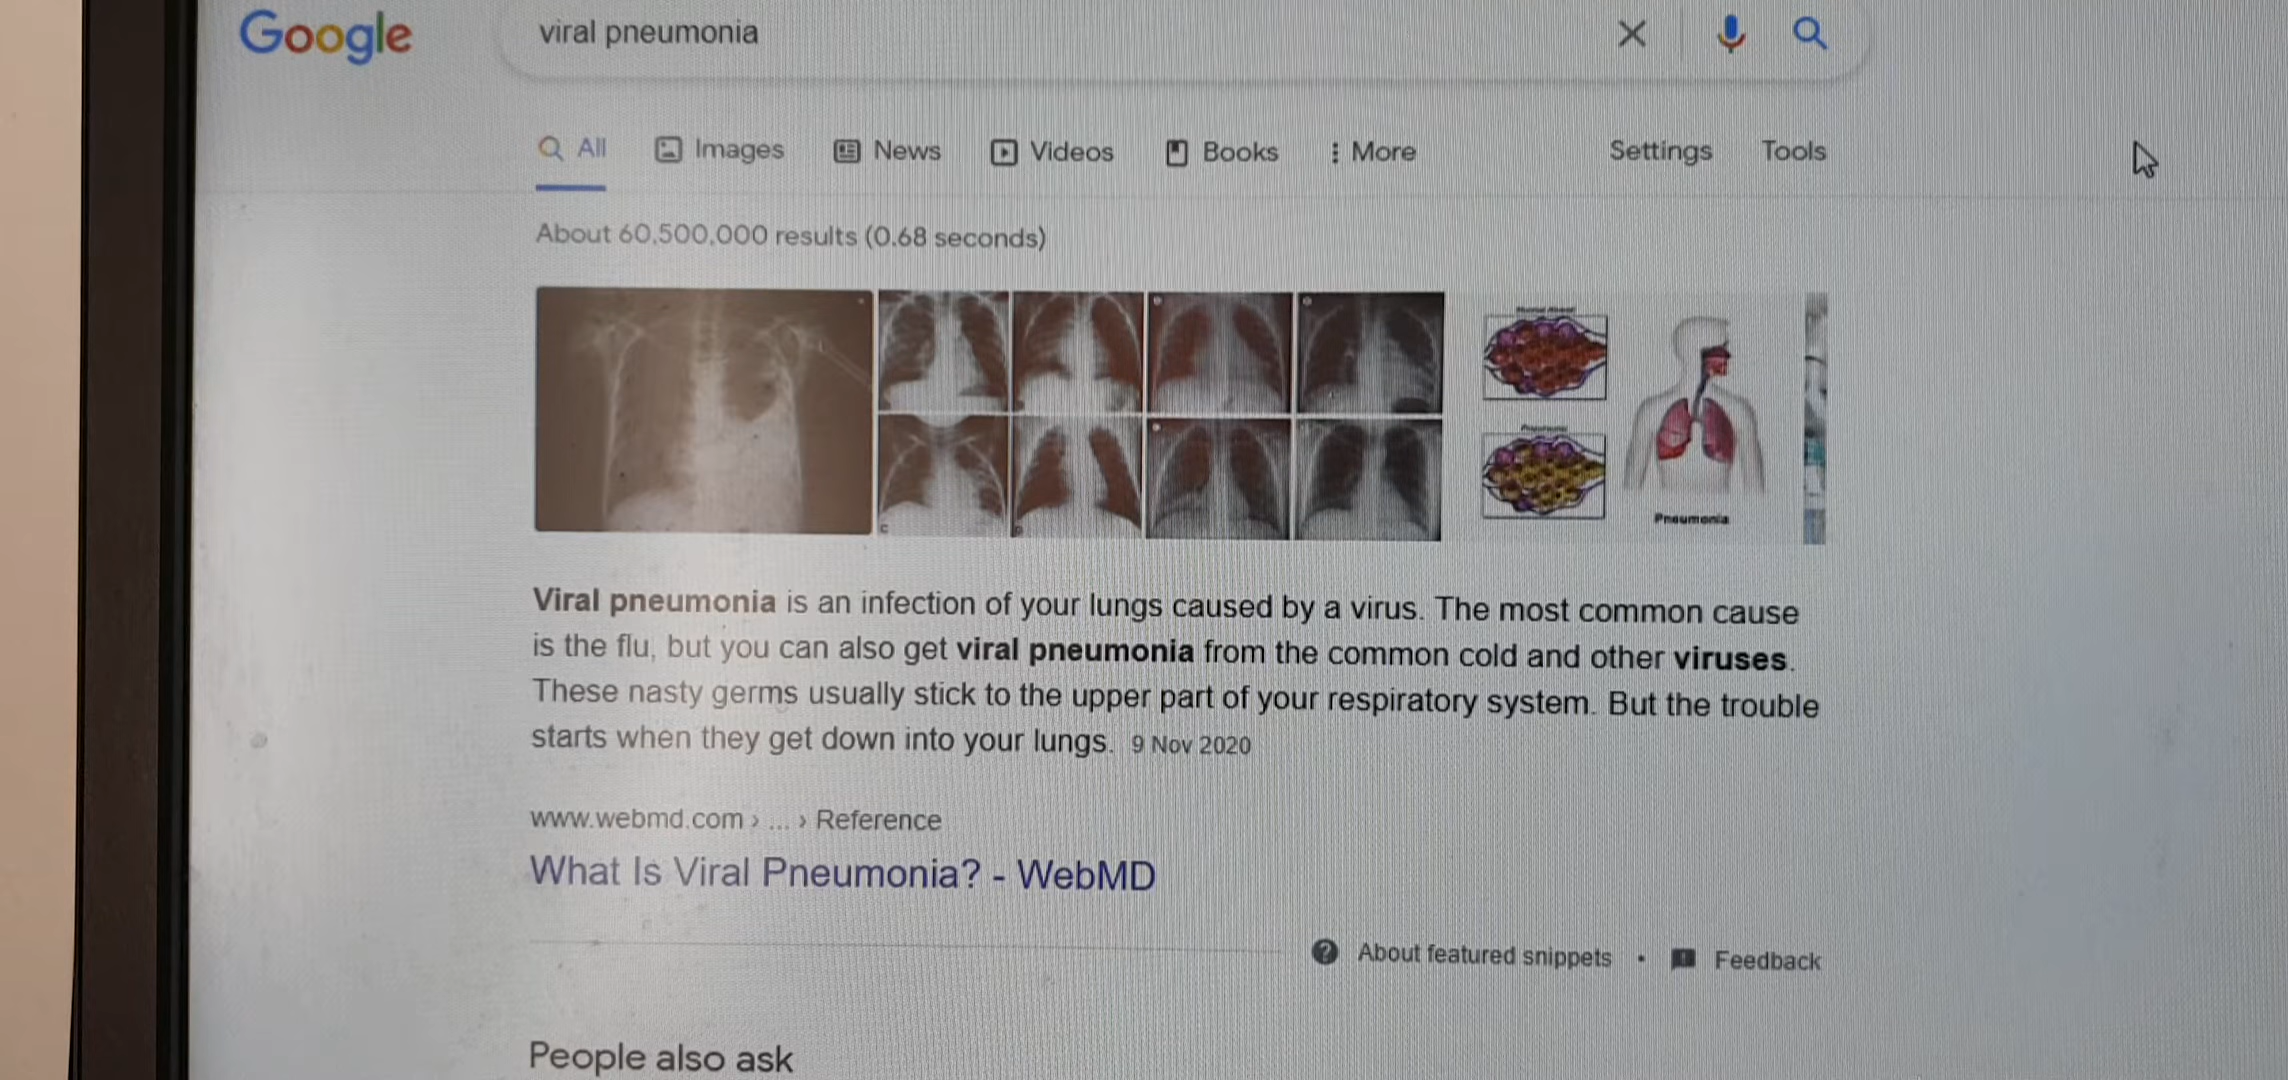 Google
viral pneumonia
All
Images
News
Videos
Books
More
Settings
Tools
About 60,500,000 results (0.68 seconds)
Pneumonia
Viral pneumonia is an infection of your lungs caused by a virus. The most common cause
is the flu, but you can also get viral pneumonia from the common cold and other viruses.
These nasty germs usually stick to the upper part of your respiratory system. But the trouble
starts when they get down into your lungs. 9 Nov 2020
www.webmd.com › ... › Reference
What Is Viral Pneumonia? - WebMD
About featured snippets • Feedback
People also ask